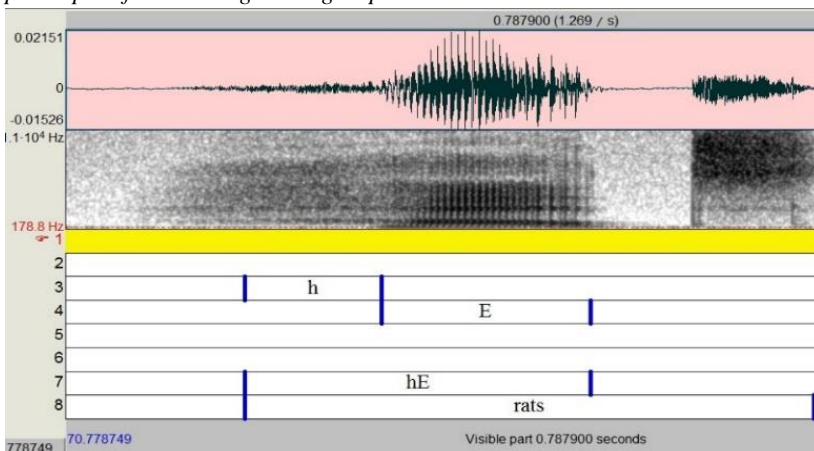 0.787900 (1.269 / s)
0.02151
0
-0.01526
.1·10⁴ Hz
178.8 Hz
☞ 1
2
3 h
4 E
5
6
7 hE
8 rats
778749 70.778749 Visible part 0.787900 seconds